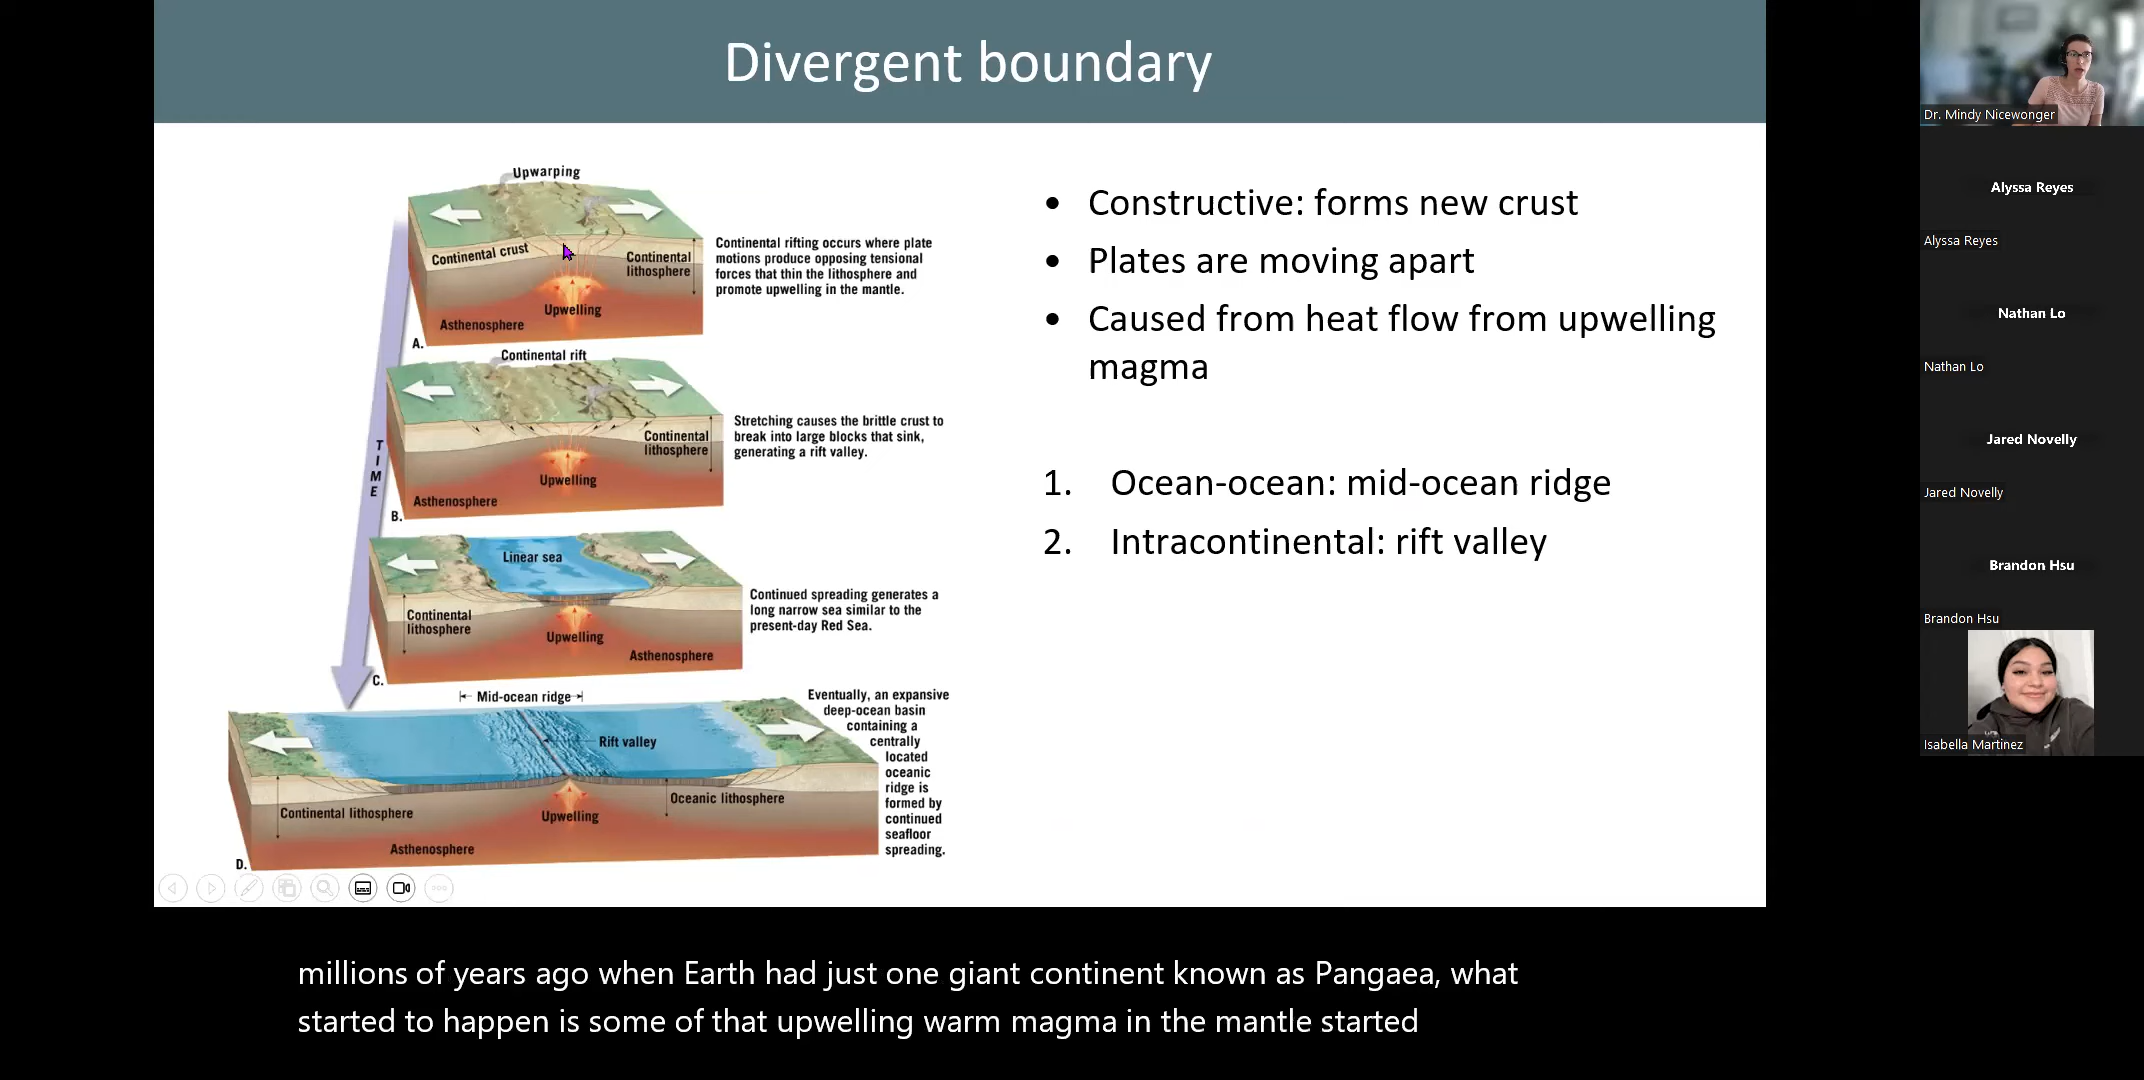 Divergent boundary
Upwarping
Continental crust
Continental
lithosphere
Upwelling
Asthenosphere
A.
Continental rifting occurs where plate
motions produce opposing tensional
forces that thin the lithosphere and
promote upwelling in the mantle.
Continental rift
Continental
lithosphere
Upwelling
Asthenosphere
B.
Stretching causes the brittle crust to
break into large blocks that sink,
generating a rift valley.
TIME
Linear sea
Continental
lithosphere
Upwelling
Asthenosphere
C.
Continued spreading generates a
long narrow sea similar to the
present-day Red Sea.
Mid-ocean ridge
Rift valley
Continental lithosphere
Oceanic lithosphere
Upwelling
Asthenosphere
D.
Eventually, an expansive
deep-ocean basin
containing a
centrally
located
oceanic
ridge is
formed by
continued
seafloor
spreading.
• Constructive: forms new crust
• Plates are moving apart
• Caused from heat flow from upwelling
magma
1. Ocean-ocean: mid-ocean ridge
2. Intracontinental: rift valley
millions of years ago when Earth had just one giant continent known as Pangaea, what
started to happen is some of that upwelling warm magma in the mantle started
Dr. Mindy Nicewonger
Alyssa Reyes
Alyssa Reyes
Nathan Lo
Nathan Lo
Jared Novelly
Jared Novelly
Brandon Hsu
Brandon Hsu
Isabella Martinez